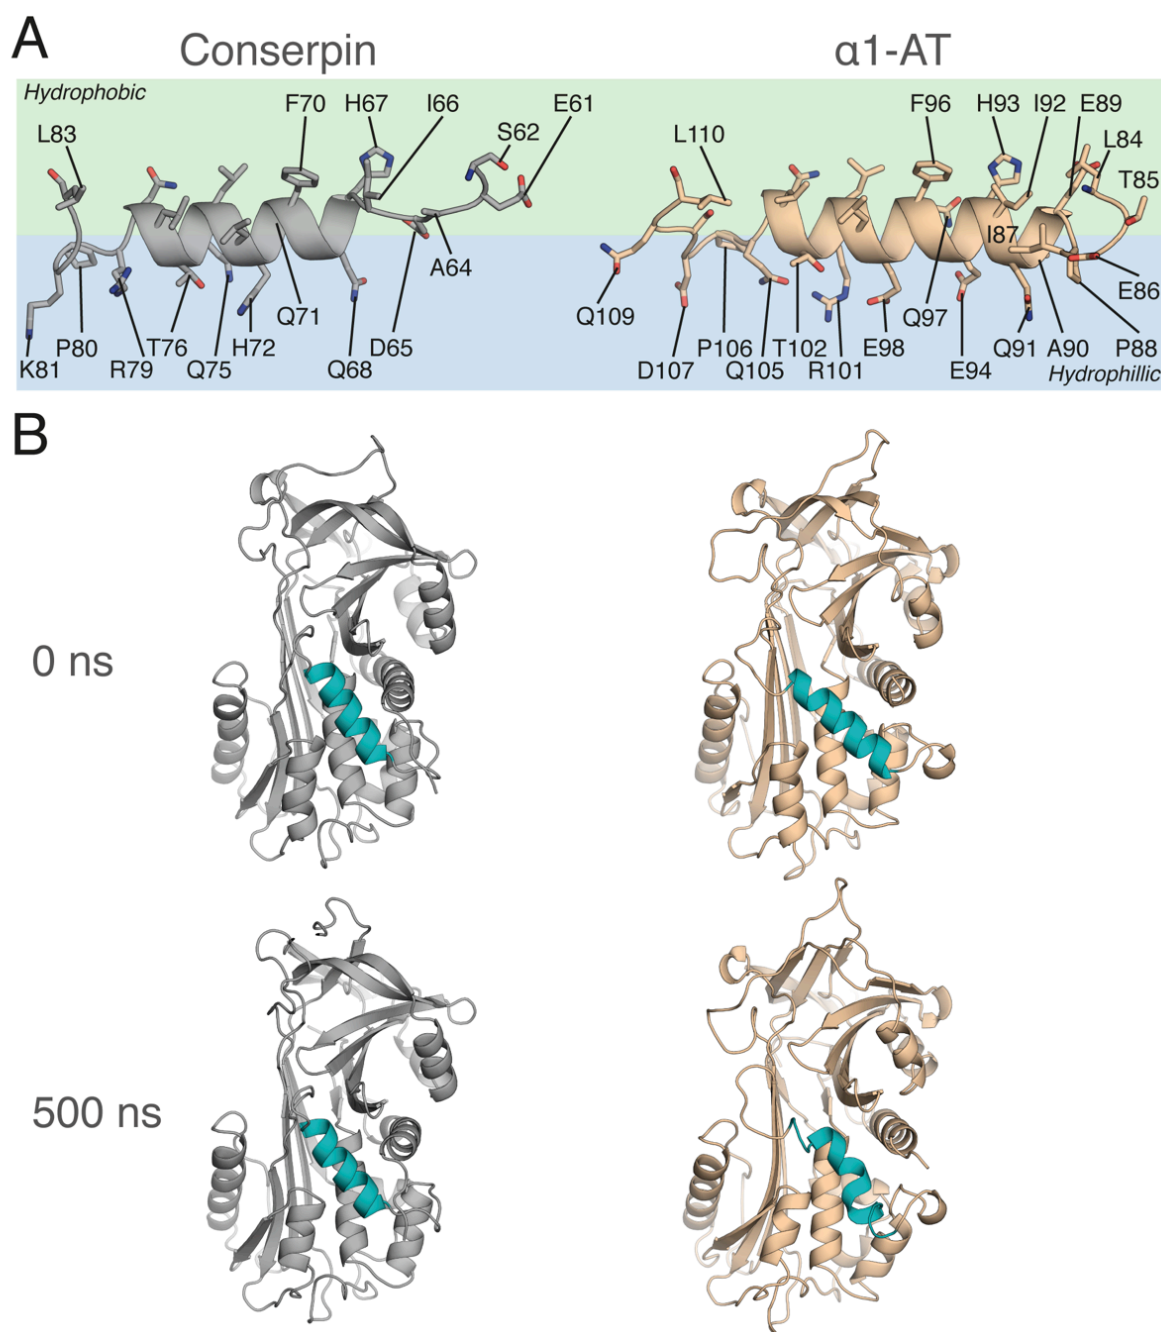 A
Conserpin
α1-AT
Hydrophobic
F70 H67 I66 E61
L83 S62
F96 H93 I92 E89
L110 L84
T85
I87
A64
E86
Q71
Q109
Q97
P80 T76 H72 D65
P106 T102 E98 Q91 A90 P88
K81 R79 Q75 Q68
D107 Q105 R101 E94
Hydrophillic
B
0 ns
500 ns